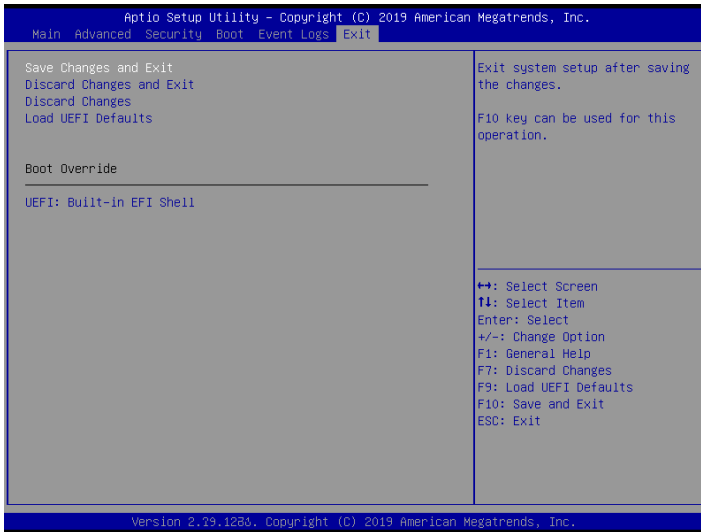 Aptio Setup Utility – Copyright (C) 2019 American Megatrends, Inc.
Main Advanced Security Boot Event Logs Exit
Save Changes and Exit
Discard Changes and Exit
Discard Changes
Load UEFI Defaults
Boot Override
UEFI: Built-in EFI Shell
Exit system setup after saving
the changes.
F10 key can be used for this
operation.
↔: Select Screen
↑↓: Select Item
Enter: Select
+/-: Change Option
F1: General Help
F7: Discard Changes
F9: Load UEFI Defaults
F10: Save and Exit
ESC: Exit
Version Copyright (C) 2019 American Megatrends, Inc.